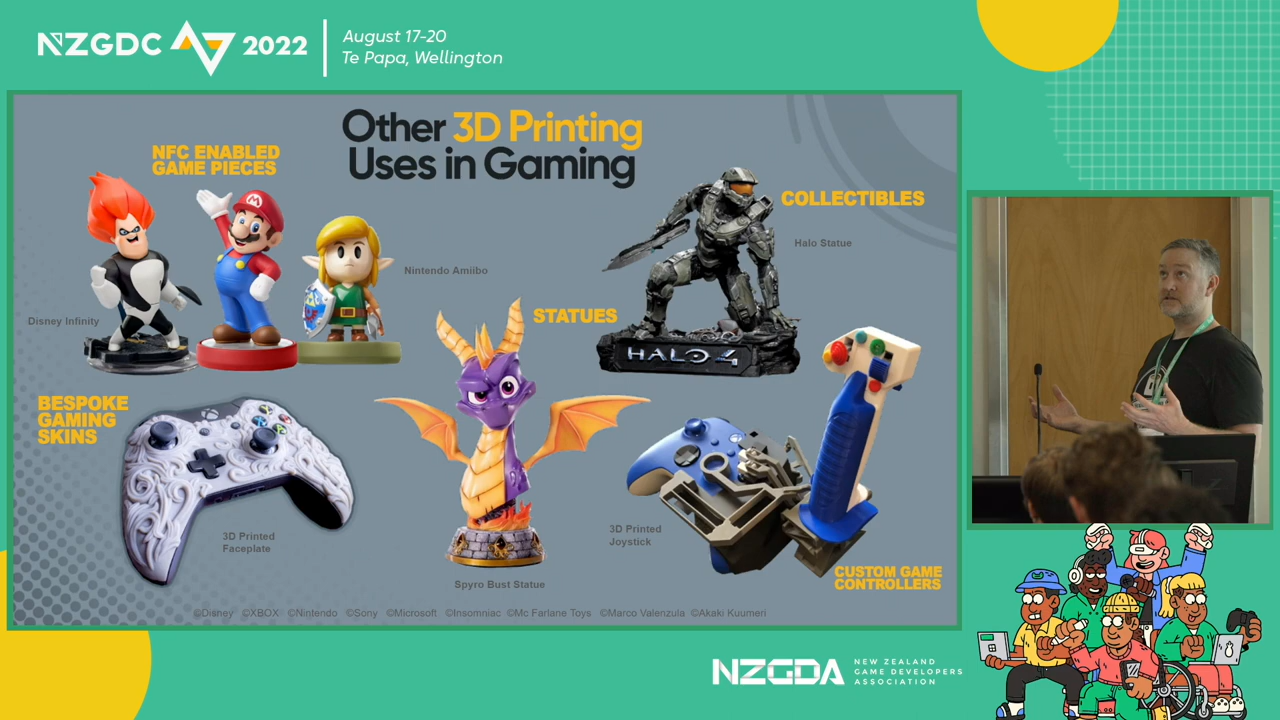 NZGDC 2022
August 17-20
Te Papa, Wellington
Other 3D Printing
Uses in Gaming
NFC ENABLED
GAME PIECES
Disney Infinity
Nintendo Amiibo
COLLECTIBLES
Halo Statue
HALO 4
STATUES
Spyro Bust Statue
BESPOKE
GAMING
SKINS
3D Printed
Faceplate
3D Printed
Joystick
CUSTOM GAME
CONTROLLERS
©Disney ©XBOX ©Nintendo ©Sony ©Microsoft ©Insomniac ©Mc Farlane Toys ©Marco Valenzula ©Akaki Kuumeri
NZGDA
NEW ZEALAND
GAME DEVELOPERS
ASSOCIATION